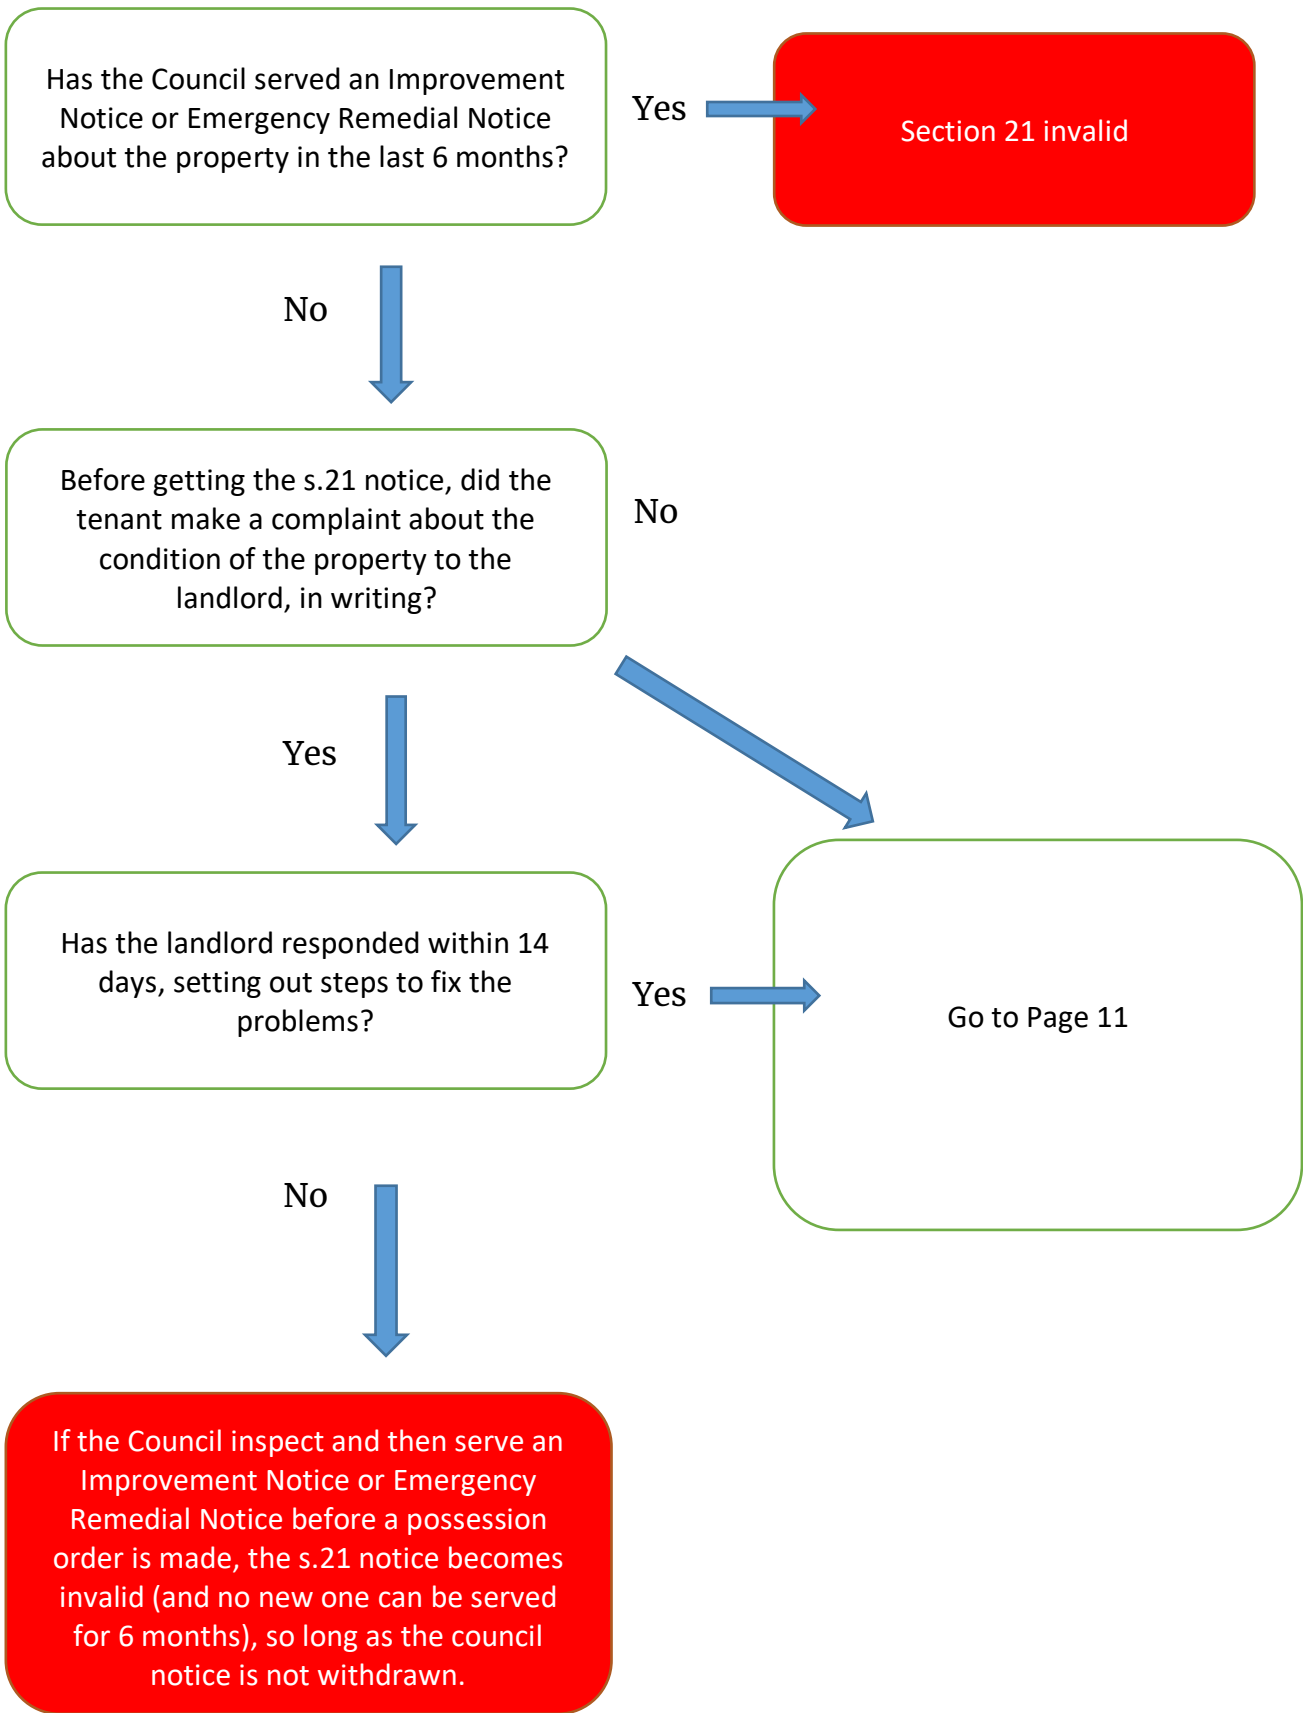 Has the Council served an Improvement
Notice or Emergency Remedial Notice
about the property in the last 6 months?
Yes
Section 21 invalid
No
Before getting the s.21 notice, did the
tenant make a complaint about the
condition of the property to the
landlord, in writing?
No
Yes
Has the landlord responded within 14
days, setting out steps to fix the
problems?
Yes
Go to Page 11
No
If the Council inspect and then serve an
Improvement Notice or Emergency
Remedial Notice before a possession
order is made, the s.21 notice becomes
invalid (and no new one can be served
for 6 months), so long as the council
notice is not withdrawn.